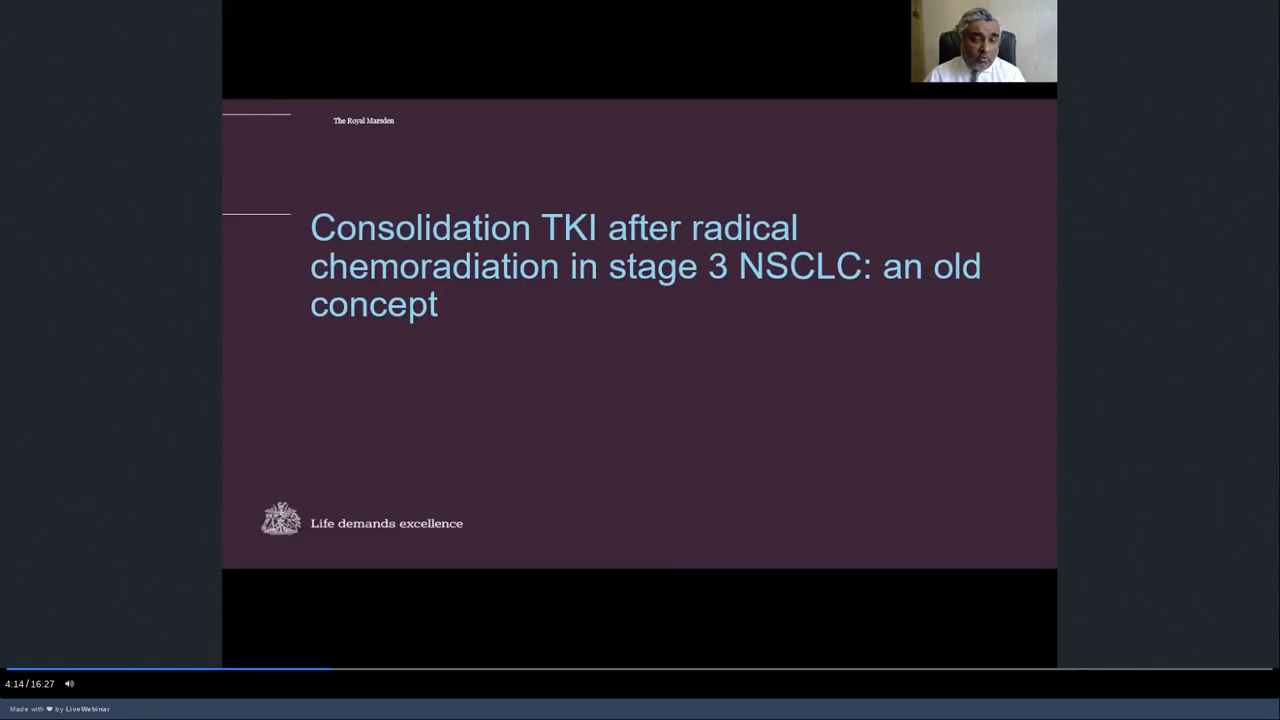 The Royal Marsden
Consolidation TKI after radical
chemoradiation in stage 3 NSCLC: an old
concept
Life demands excellence
4:14 / 16:27
Made with ❤ by LiveWebinar